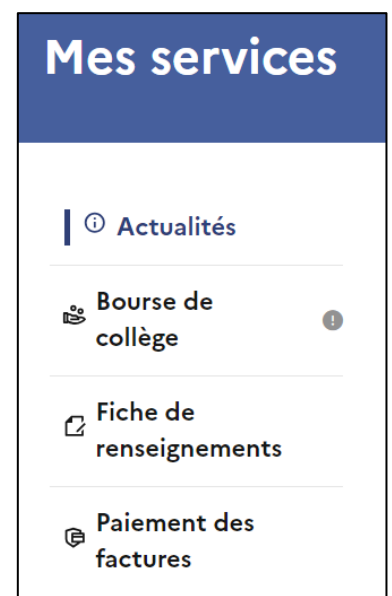 Mes services
Actualités
Bourse de
collège
Fiche de
renseignements
Paiement des
factures